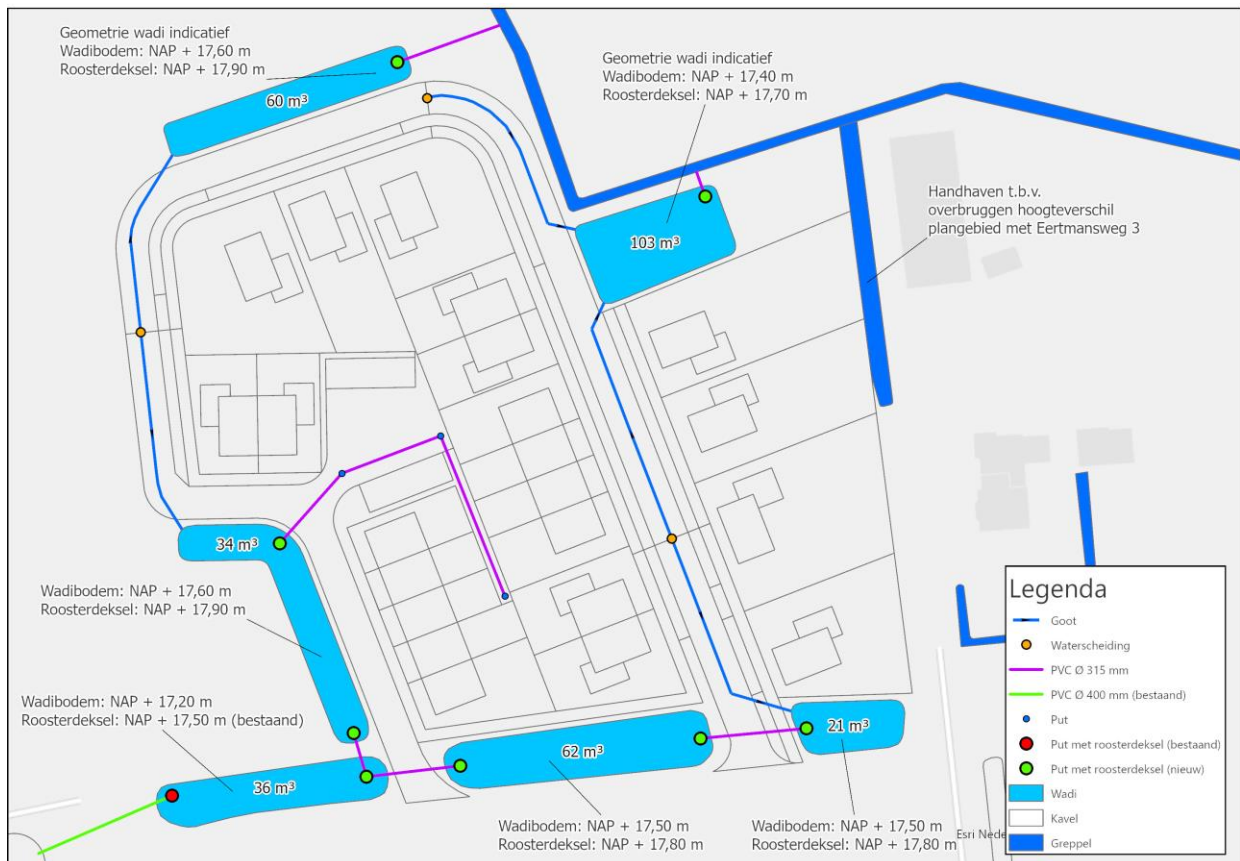 Geometrie wadi indicatief
Wadibodem: NAP + 17,60 m
Roosterdeksel: NAP + 17,90 m
60 m³
Geometrie wadi indicatief
Wadibodem: NAP + 17,40 m
Roosterdeksel: NAP + 17,70 m
103 m³
Handhaven t.b.v.
overbruggen hoogteverschil
plangebied met Eertmansweg 3
34 m³
Wadibodem: NAP + 17,60 m
Roosterdeksel: NAP + 17,90 m
Wadibodem: NAP + 17,20 m
Roosterdeksel: NAP + 17,50 m (bestaand)
36 m³
62 m³
21 m³
Wadibodem: NAP + 17,50 m
Roosterdeksel: NAP + 17,80 m
Wadibodem: NAP + 17,50 m
Roosterdeksel: NAP + 17,80 m
Esri Nede
Legenda
Goot
Waterscheiding
PVC Ø 315 mm
PVC Ø 400 mm (bestaand)
Put
Put met roosterdeksel (bestaand)
Put met roosterdeksel (nieuw)
Wadi
Kavel
Greppel